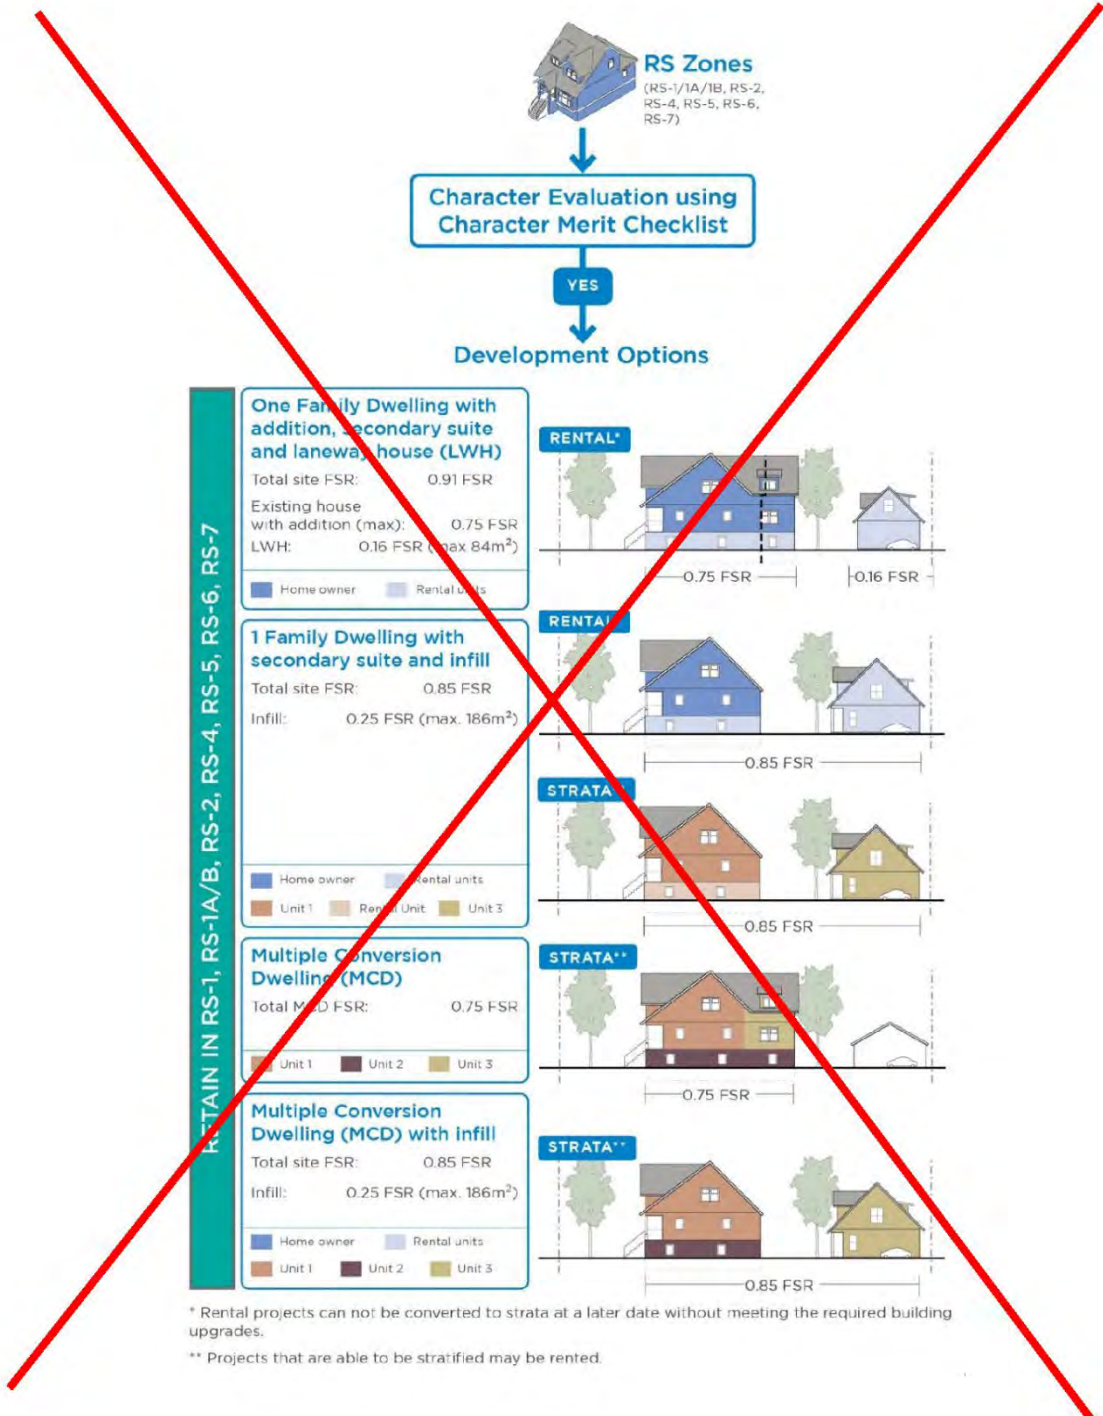 RS Zones
(RS-1/1A/1B, RS-2,
RS-4, RS-5, RS-6,
RS-7)
Character Evaluation using
Character Merit Checklist
YES
Development Options
RETAIN IN RS-1, RS-1A/B, RS-2, RS-4, RS-5, RS-6, RS-7
One Family Dwelling with
addition, secondary suite
and laneway house (LWH)
Total site FSR: 0.91 FSR
Existing house
with addition (max): 0.75 FSR
LWH: 0.16 FSR (max 84m²)
Home owner Rental units
RENTAL*
0.75 FSR 0.16 FSR
1 Family Dwelling with
secondary suite and infill
Total site FSR: 0.85 FSR
Infill: 0.25 FSR (max. 186m²)
Home owner Rental units
Unit 1 Rental Unit Unit 3
RENTAL*
0.85 FSR
STRATA**
0.85 FSR
Multiple Conversion
Dwelling (MCD)
Total MCD FSR: 0.75 FSR
Unit 1 Unit 2 Unit 3
STRATA**
0.75 FSR
Multiple Conversion
Dwelling (MCD) with infill
Total site FSR: 0.85 FSR
Infill: 0.25 FSR (max. 186m²)
Home owner Rental units
Unit 1 Unit 2 Unit 3
STRATA**
0.85 FSR
* Rental projects can not be converted to strata at a later date without meeting the required building
upgrades.
** Projects that are able to be stratified may be rented.